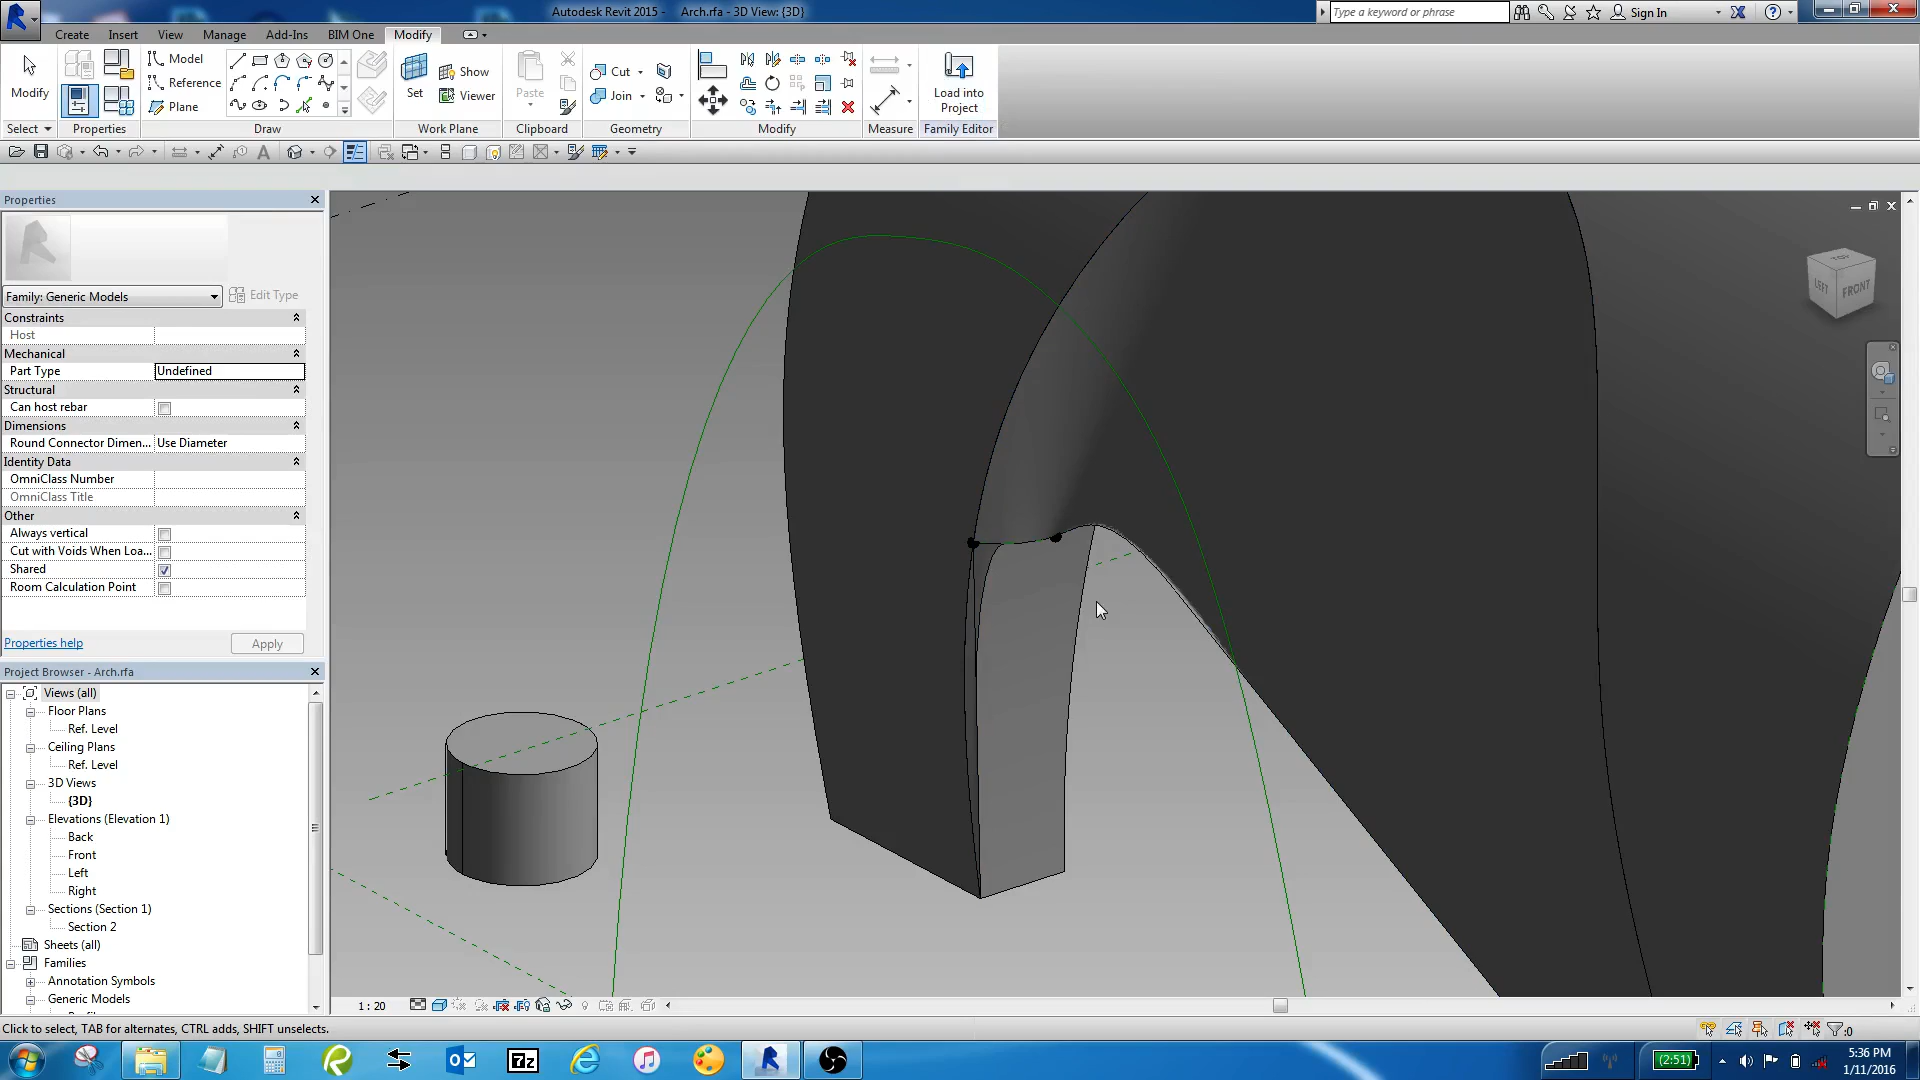 Autodesk Revit 2015 - Arch.rfa - 3D View: {3D}
Type a keyword or phrase
Sign In
Create Insert View Manage Add-Ins BIM One Modify
Modify
Model
Reference
Plane
Set
Show
Viewer
Paste
Cut
Join
Load into
Project
Select Properties Draw Work Plane Clipboard Geometry Modify Measure Family Editor
Properties
Family: Generic Models
Edit Type
Constraints
Host
Mechanical
Part Type Undefined
Structural
Can host rebar
Dimensions
Round Connector Dimen... Use Diameter
Identity Data
OmniClass Number
OmniClass Title
Other
Always vertical
Cut with Voids When Loa...
Shared
Room Calculation Point
Properties help
Apply
Project Browser - Arch.rfa
Views (all)
Floor Plans
Ref. Level
Ceiling Plans
Ref. Level
3D Views
{3D}
Elevations (Elevation 1)
Back
Front
Left
Right
Sections (Section 1)
Section 2
Sheets (all)
Families
Annotation Symbols
Generic Models
TOP
LEFT
FRONT
1 : 20
Click to select, TAB for alternates, CTRL adds, SHIFT unselects.
:0
7z
(2:51)
5:36 PM
1/11/2016